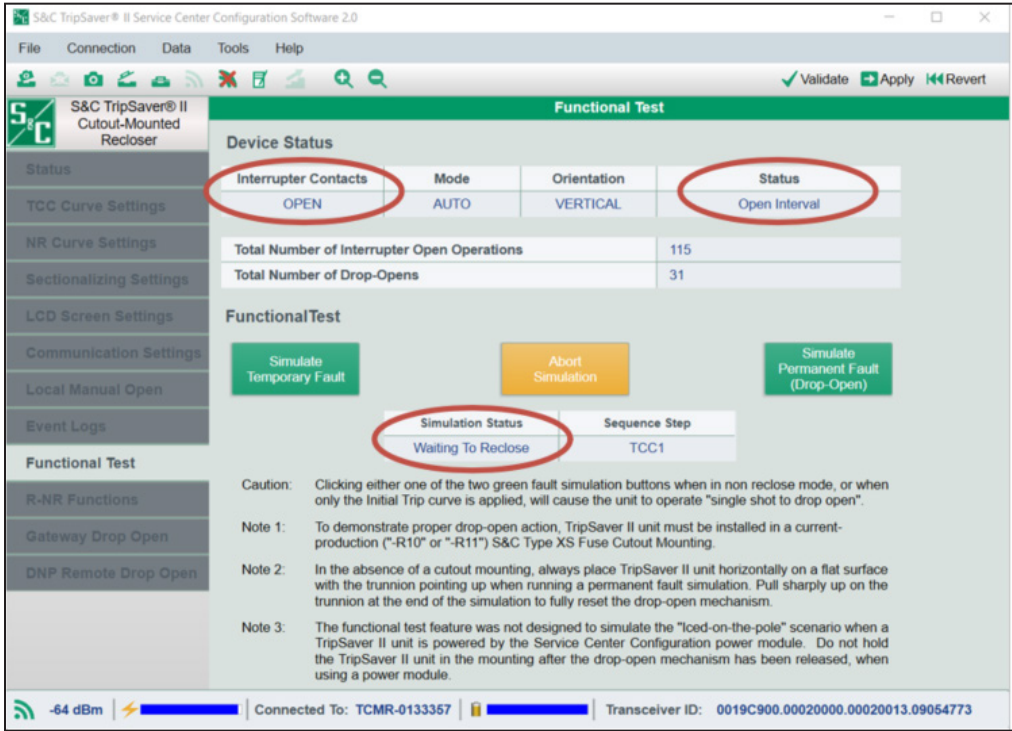 S&C TripSaver® II Service Center Configuration Software 2.0
File Connection Data Tools Help
Validate Apply Revert
S&C
S&C TripSaver® II
Cutout-Mounted
Recloser
Status
TCC Curve Settings
NR Curve Settings
Sectionalizing Settings
LCD Screen Settings
Communication Settings
Local Manual Open
Event Logs
Functional Test
R-NR Functions
Gateway Drop Open
DNP Remote Drop Open
Functional Test
Device Status
Interrupter Contacts Mode Orientation Status
OPEN AUTO VERTICAL Open Interval
Total Number of Interrupter Open Operations 115
Total Number of Drop-Opens 31
FunctionalTest
Simulate
Temporary Fault
Abort
Simulation
Simulate
Permanent Fault
(Drop-Open)
Simulation Status Sequence Step
Waiting To Reclose TCC1
Caution: Clicking either one of the two green fault simulation buttons when in non reclose mode, or when
only the Initial Trip curve is applied, will cause the unit to operate "single shot to drop open".
Note 1: To demonstrate proper drop-open action, TripSaver II unit must be installed in a current-
production ("-R10" or "-R11") S&C Type XS Fuse Cutout Mounting.
Note 2: In the absence of a cutout mounting, always place TripSaver II unit horizontally on a flat surface
with the trunnion pointing up when running a permanent fault simulation. Pull sharply up on the
trunnion at the end of the simulation to fully reset the drop-open mechanism.
Note 3: The functional test feature was not designed to simulate the "Iced-on-the-pole" scenario when a
TripSaver II unit is powered by the Service Center Configuration power module. Do not hold
the TripSaver II unit in the mounting after the drop-open mechanism has been released, when
using a power module.
-64 dBm Connected To: TCMR-0133357 Transceiver ID: 0019C900.00020000.00020013.09054773